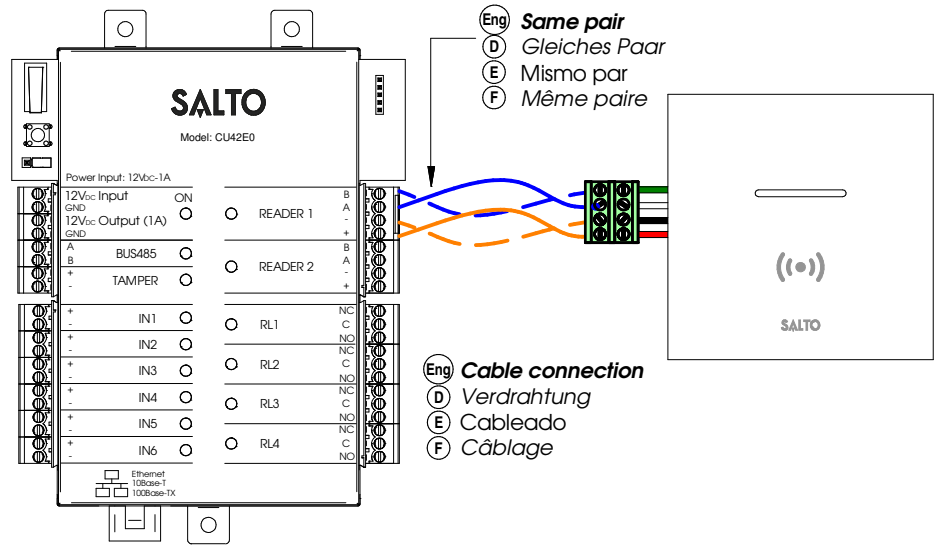 Eng Same pair
D Gleiches Paar
E Mismo par
F Même paire
SALTO
Model: CU42E0
Power Input: 12VDC-1A
12VDC Input ON
GND
12VDC Output (1A)
GND
A
B
BUS485
+
-
TAMPER
B
A
-
+
READER 1
B
A
-
+
READER 2
+
-
IN1
+
-
IN2
+
-
IN3
+
-
IN4
+
-
IN5
+
-
IN6
NC
RL1 C
NO
NC
RL2 C
NO
NC
RL3 C
NO
NC
RL4 C
NO
Ethernet
10Base-T
100Base-TX
SALTO
Eng Cable connection
D Verdrahtung
E Cableado
F Câblage